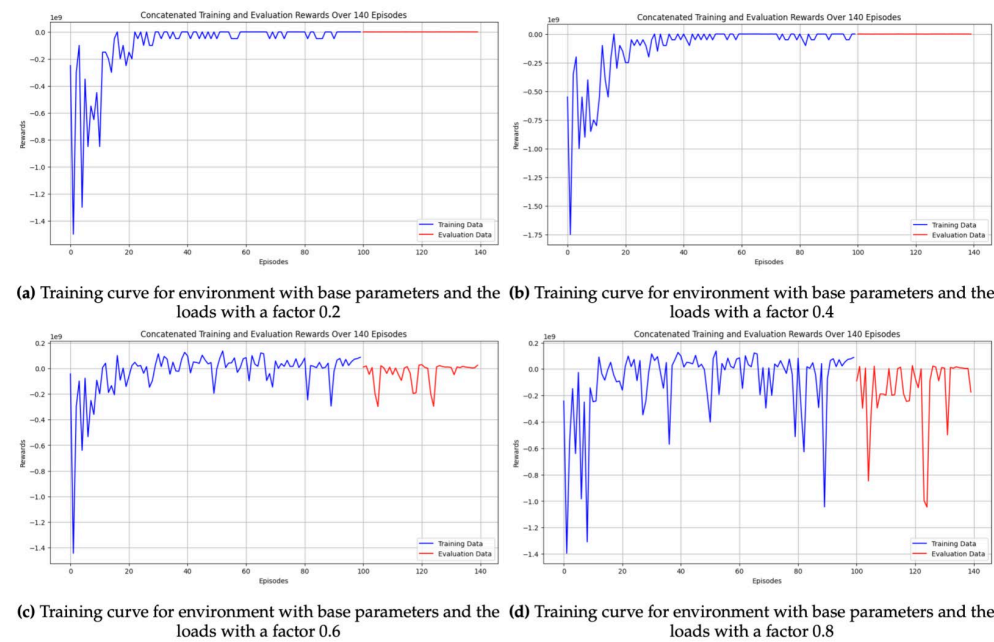 Concatenated Training and Evaluation Rewards Over 140 Episodes
1e9
0.0
−0.2
−0.4
−0.6
−0.8
−1.0
−1.2
−1.4
Rewards
0 20 40 60 80 100 120 140
Episodes
Training Data
Evaluation Data
(a) Training curve for environment with base parameters and the
loads with a factor 0.2
Concatenated Training and Evaluation Rewards Over 140 Episodes
1e9
0.00
−0.25
−0.50
−0.75
−1.00
−1.25
−1.50
−1.75
Rewards
0 20 40 60 80 100 120 140
Episodes
Training Data
Evaluation Data
(b) Training curve for environment with base parameters and the
loads with a factor 0.4
Concatenated Training and Evaluation Rewards Over 140 Episodes
1e9
0.2
0.0
−0.2
−0.4
−0.6
−0.8
−1.0
−1.2
−1.4
Rewards
0 20 40 60 80 100 120 140
Episodes
Training Data
Evaluation Data
(c) Training curve for environment with base parameters and the
loads with a factor 0.6
Concatenated Training and Evaluation Rewards Over 140 Episodes
1e9
0.2
0.0
−0.2
−0.4
−0.6
−0.8
−1.0
−1.2
−1.4
Rewards
0 20 40 60 80 100 120 140
Episodes
Training Data
Evaluation Data
(d) Training curve for environment with base parameters and the
loads with a factor 0.8